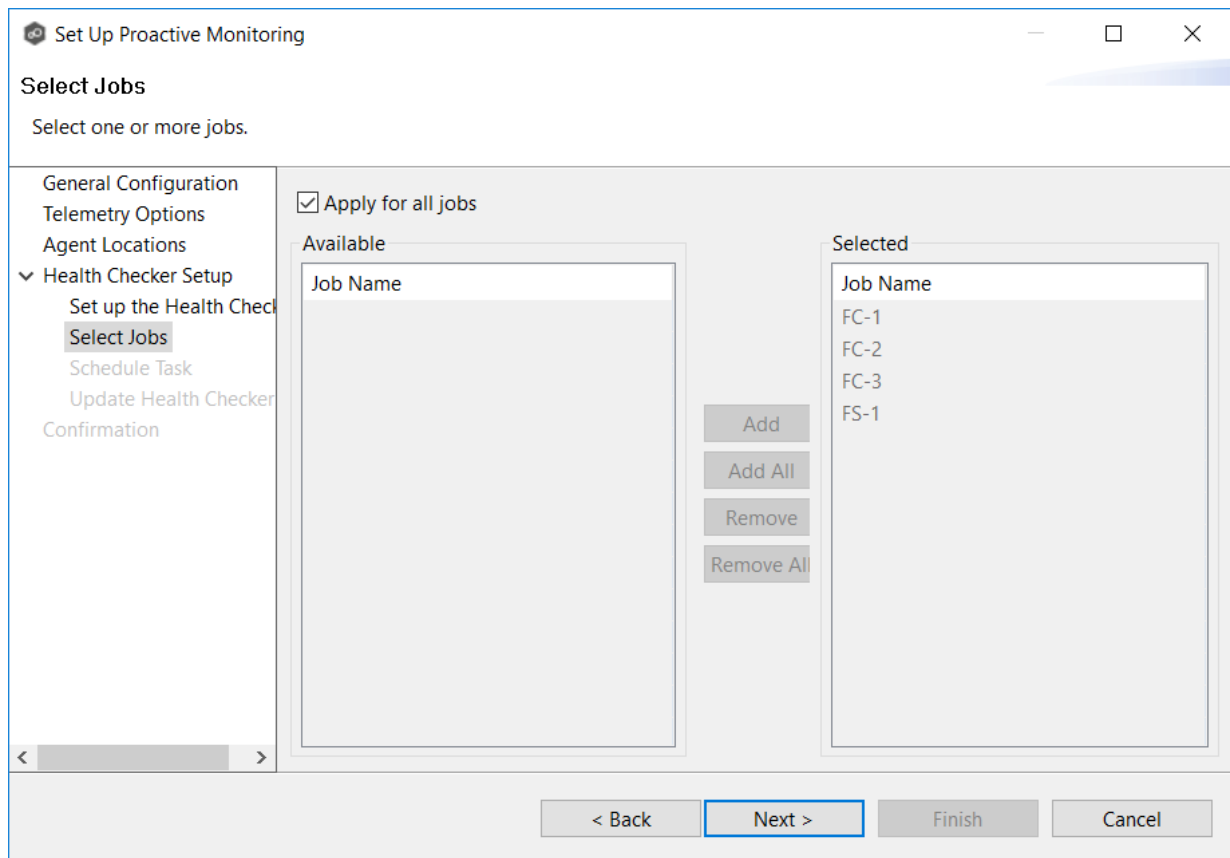 Set Up Proactive Monitoring
Select Jobs
Select one or more jobs.
General Configuration
Telemetry Options
Agent Locations
Health Checker Setup
Set up the Health Check
Select Jobs
Schedule Task
Update Health Checker
Confirmation
Apply for all jobs
Available
Job Name
Add
Add All
Remove
Remove All
Selected
Job Name
FC-1
FC-2
FC-3
FS-1
< Back
Next >
Finish
Cancel